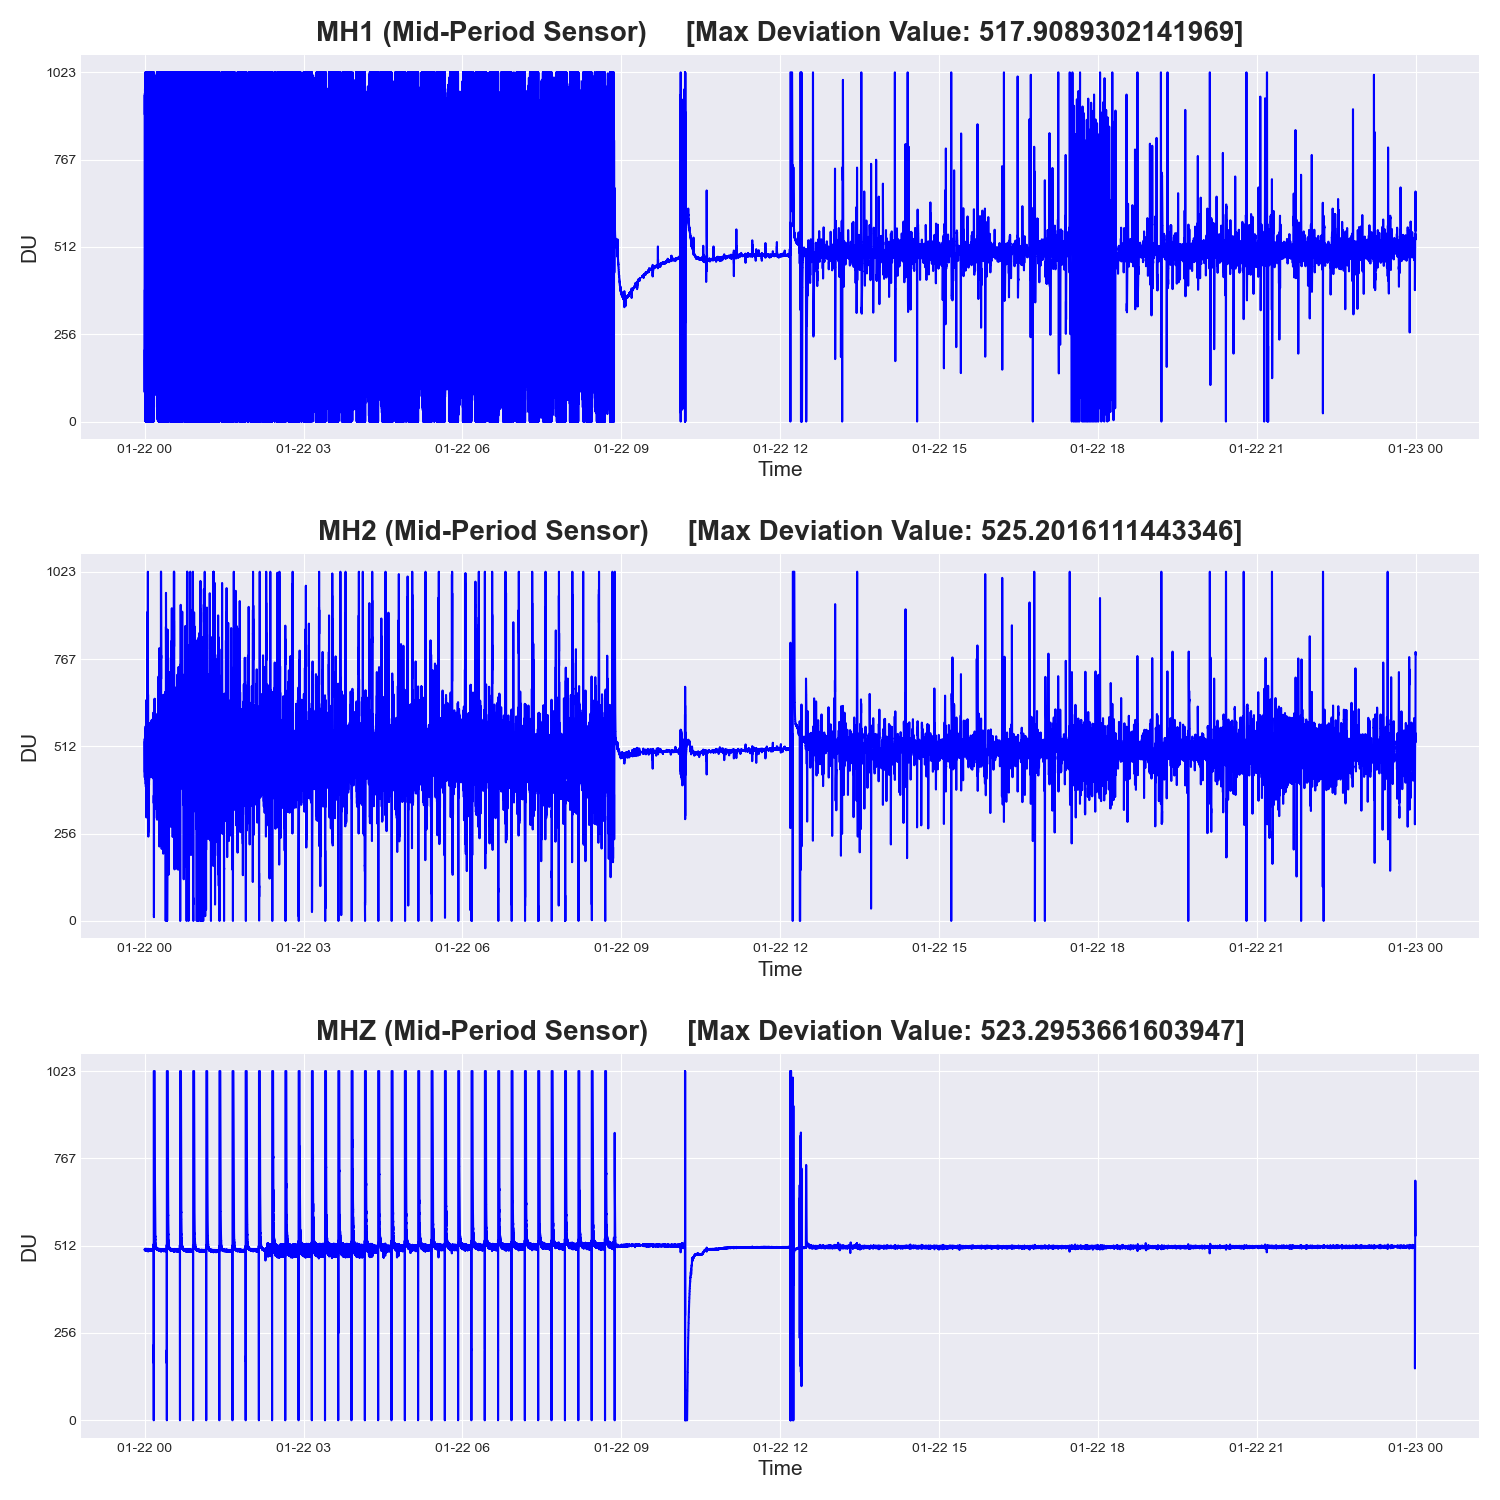 MH1 (Mid-Period Sensor) [Max Deviation Value: 517.9089302141969]
1023
767
512
256
0
DU
01-22 00 01-22 03 01-22 06 01-22 09 01-22 12 01-22 15 01-22 18 01-22 21 01-23 00
Time
MH2 (Mid-Period Sensor) [Max Deviation Value: 525.2016111443346]
1023
767
512
256
0
DU
01-22 00 01-22 03 01-22 06 01-22 09 01-22 12 01-22 15 01-22 18 01-22 21 01-23 00
Time
MHZ (Mid-Period Sensor) [Max Deviation Value: 523.2953661603947]
1023
767
512
256
0
DU
01-22 00 01-22 03 01-22 06 01-22 09 01-22 12 01-22 15 01-22 18 01-22 21 01-23 00
Time